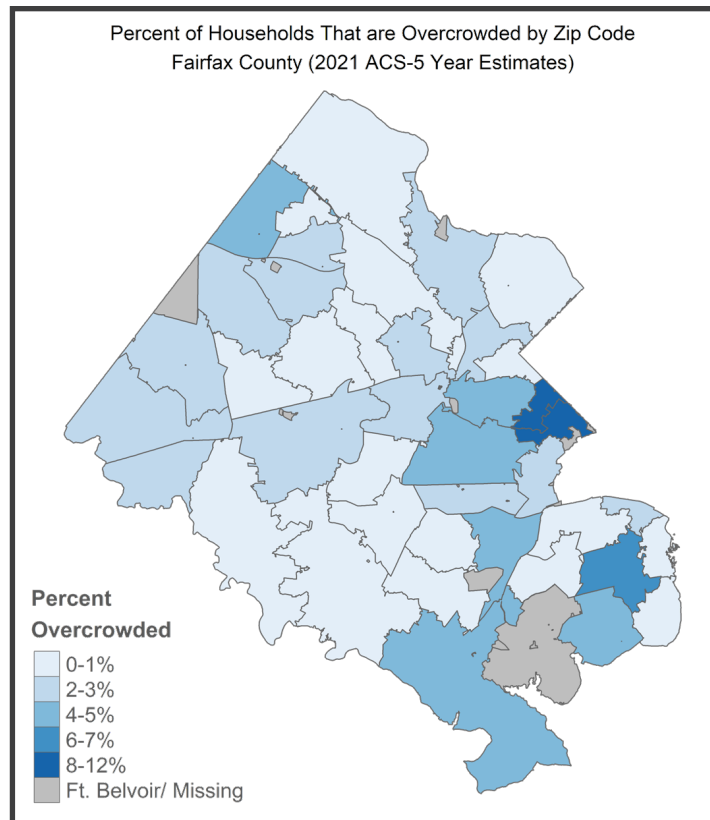 Percent of Households That are Overcrowded by Zip Code
Fairfax County (2021 ACS-5 Year Estimates)
Percent
Overcrowded
0-1%
2-3%
4-5%
6-7%
8-12%
Ft. Belvoir/ Missing